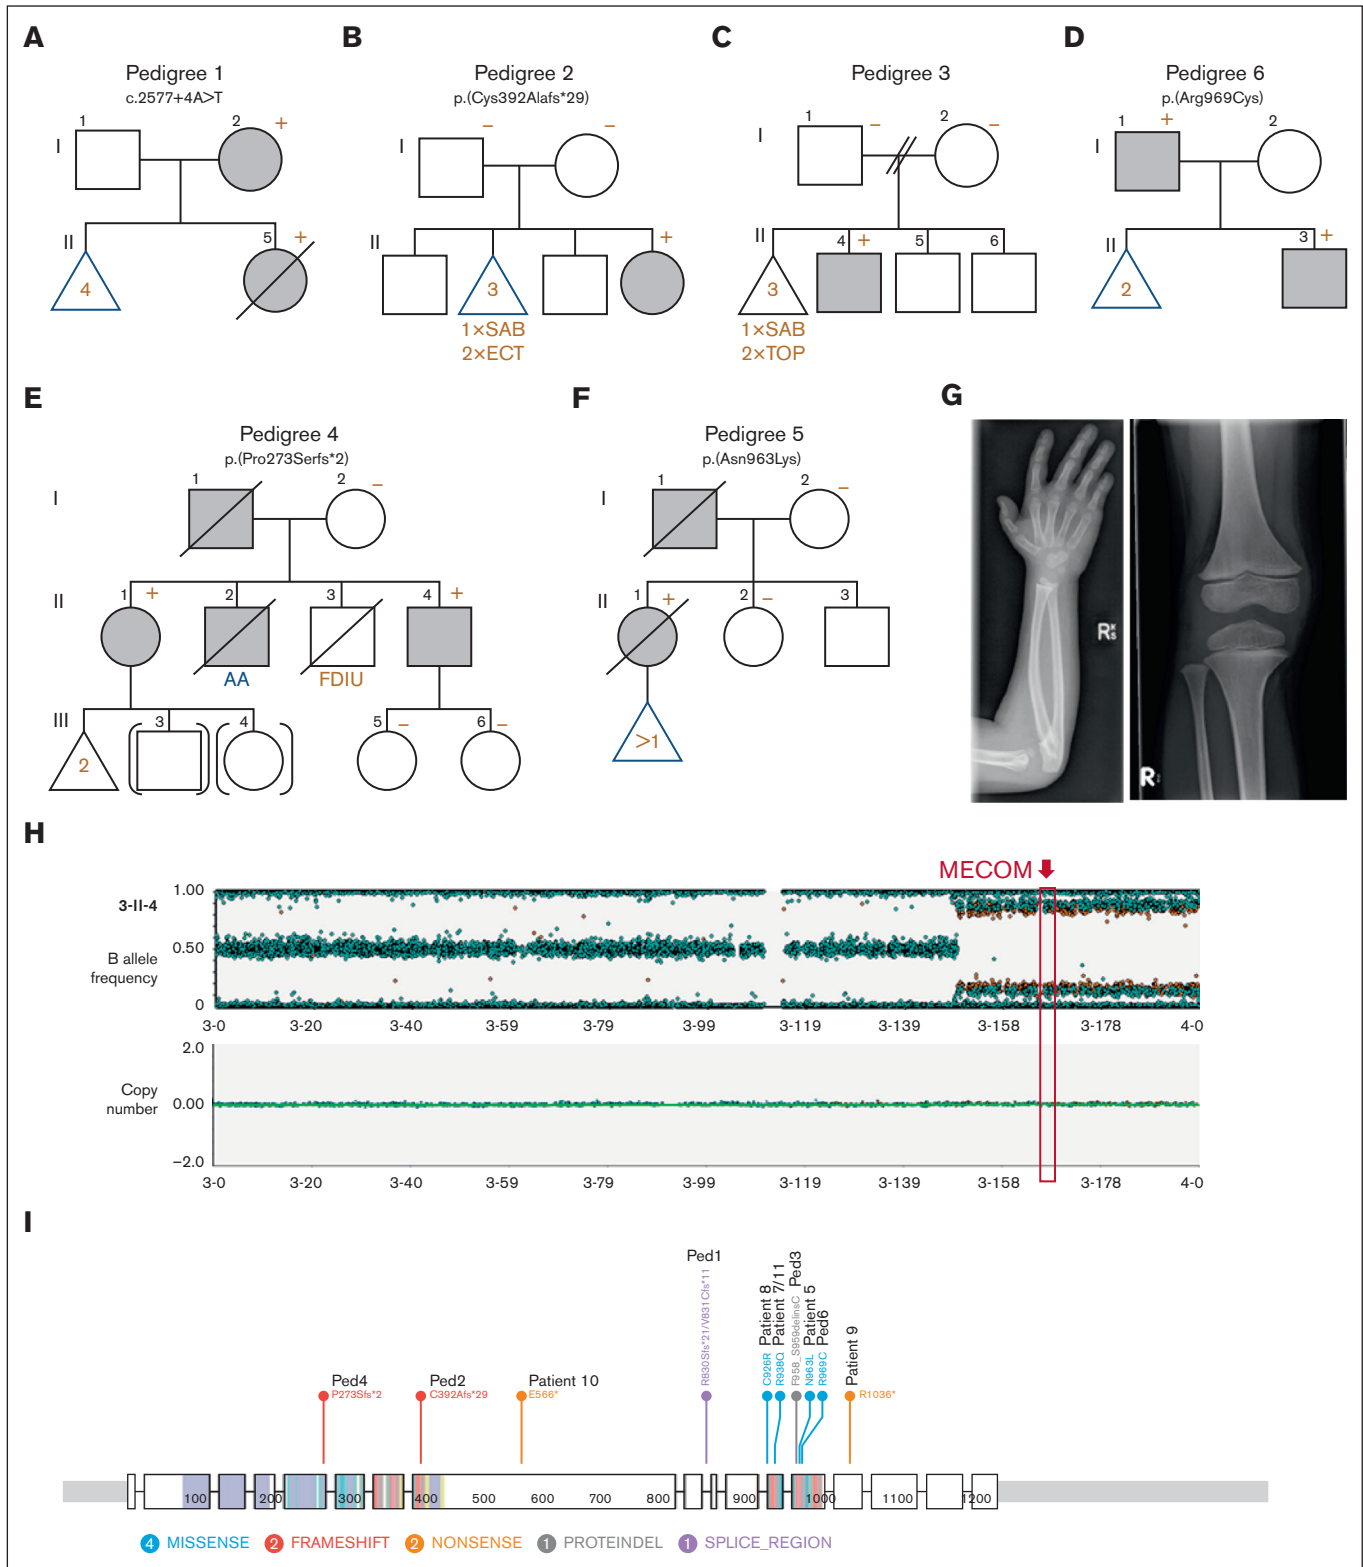 A
Pedigree 1
c.2577+4A>T
I
1
2
+
II
4
5
+
B
Pedigree 2
p.(Cys392Alafs*29)
I
−
−
II
3
+
1×SAB
2×ECT
C
Pedigree 3
I
1
−
2
−
II
3
4
+
5
6
1×SAB
2×TOP
D
Pedigree 6
p.(Arg969Cys)
I
1
+
2
II
2
3
+
E
Pedigree 4
p.(Pro273Serfs*2)
I
1
2
−
II
1
+
2
3
4
+
AA
FDIU
III
2
3
4
5
−
6
−
F
Pedigree 5
p.(Asn963Lys)
I
1
2
−
II
1
+
2
−
3
>1
G
R
R
H
MECOM
3-II-4
B allele
frequency
1.00
0.50
0
3-0 3-20 3-40 3-59 3-79 3-99 3-119 3-139 3-158 3-178 4-0
Copy
number
2.0
0.00
−2.0
3-0 3-20 3-40 3-59 3-79 3-99 3-119 3-139 3-158 3-178 4-0
I
Ped4
P273Sfs*2
Ped2
C392Afs*29
Patient 10
E566*
Ped1
R830Sfs*21/V831Cfs*11
Patient 8
C926R
Patient 7/11
R938Q
Ped3
F958_S959delinsC
Patient 5
N963L
Ped6
R969C
Patient 9
R1036*
100 200 300 400 500 600 700 800 900 1000 1100 1200
4 MISSENSE 2 FRAMESHIFT 2 NONSENSE 1 PROTEINDEL 1 SPLICE_REGION